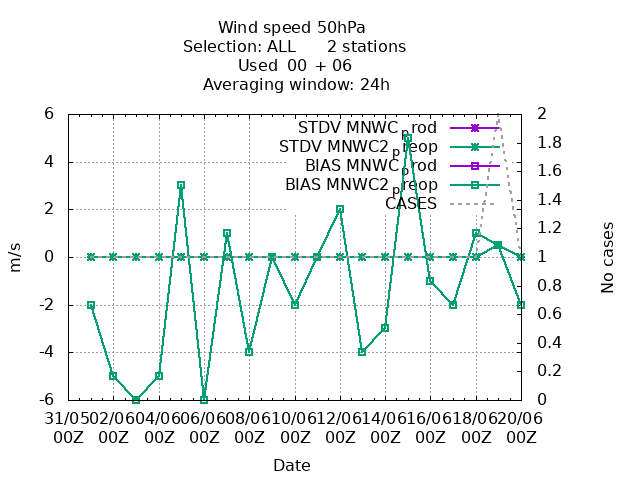 Wind speed 50hPa
Selection: ALL 2 stations
Used 00 + 06
Averaging window: 24h
STDV MNWCprod
STDV MNWC2preop
BIAS MNWCprod
BIAS MNWC2preop
CASES
6
4
2
0
-2
-4
-6
2
1.8
1.6
1.4
1.2
1
0.8
0.6
0.4
0.2
0
m/s
No cases
31/05 02/06 04/06 06/06 08/06 10/06 12/06 14/06 16/06 18/06 20/06
00Z 00Z 00Z 00Z 00Z 00Z 00Z 00Z 00Z 00Z 00Z
Date